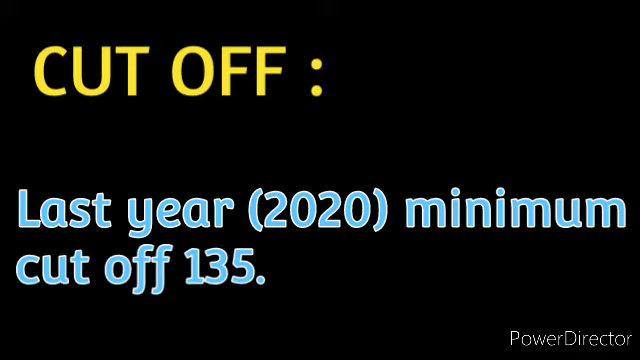 CUT OFF :
Last year (2020) minimum
cut off 135.
PowerDirector